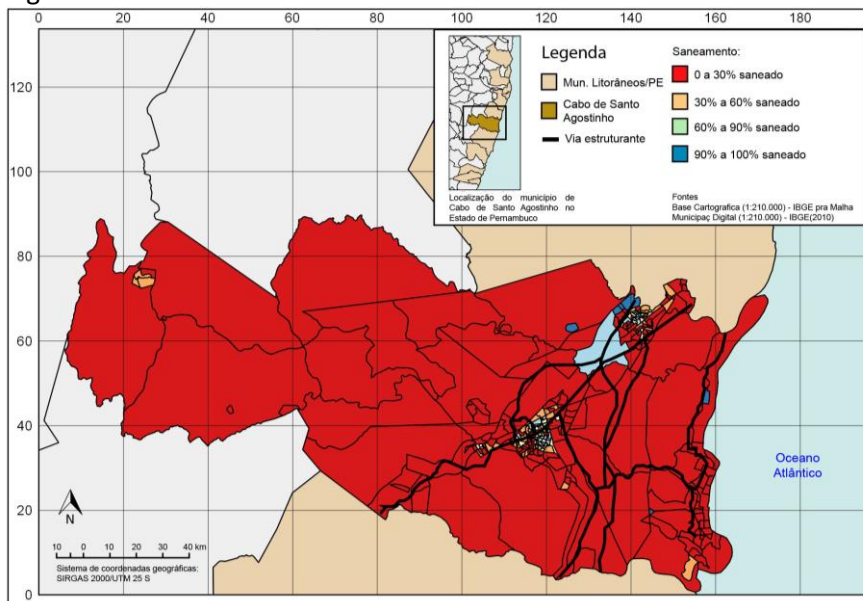 0 20 40 60 80 100 120 140 160 180
120
100
80
60
40
20
0
Legenda
Mun. Litorâneos/PE
Cabo de Santo
Agostinho
Via estruturante
Saneamento:
0 a 30% saneado
30% a 60% saneado
60% a 90% saneado
90% a 100% saneado
Localização do município de
Cabo de Santo Agostinho no
Estado de Pernambuco
Fontes
Base Cartografica (1:210.000) - IBGE pra Malha
Municipaç Digital (1:210.000) - IBGE(2010)
Oceano
Atlântico
N
10 0 10 20 40 km
Sistema de coordenadas geográficas:
SIRGAS 2000/UTM 25 S